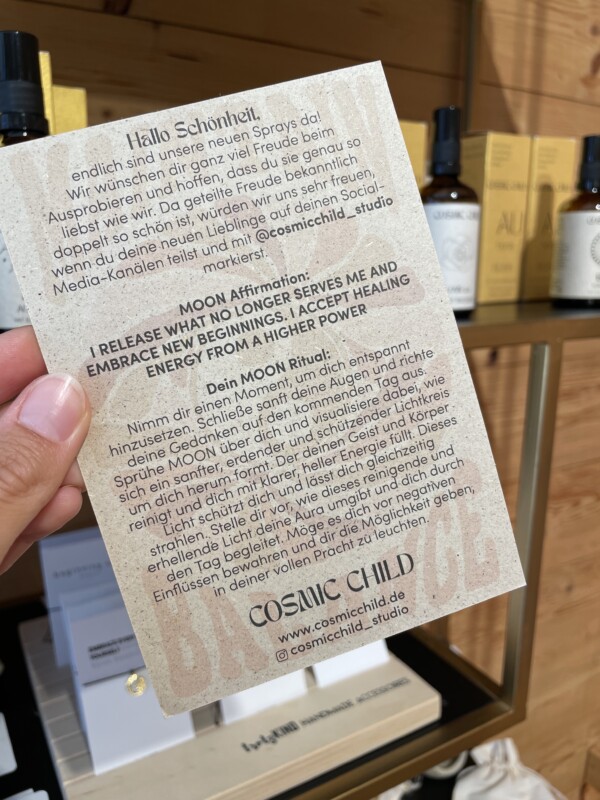 Hallo Schönheit,
endlich sind unsere neuen Sprays da!
Wir wünschen dir ganz viel Freude beim
Ausprobieren und hoffen, dass du sie genau so
liebst wie wir. Da geteilte Freude bekanntlich
doppelt so schön ist, würden wir uns sehr freuen,
wenn du deine neuen Lieblinge auf deinen Social-
Media-Kanälen teilst und mit @cosmicchild_studio
markierst.
MOON Affirmation:
I RELEASE WHAT NO LONGER SERVES ME AND
EMBRACE NEW BEGINNINGS. I ACCEPT HEALING
ENERGY FROM A HIGHER POWER
Dein MOON Ritual:
Nimm dir einen Moment, um dich entspannt
hinzusetzen. Schließe sanft deine Augen und richte
deine Gedanken auf den kommenden Tag aus.
Sprühe MOON über dich und visualisiere dabei, wie
sich ein sanfter, erdender und schützender Lichtkreis
um dich herum formt. Der deinen Geist und Körper
reinigt und dich mit klarer, heller Energie füllt. Dieses
Licht schützt dich und lässt dich gleichzeitig
strahlen. Stelle dir vor, wie dieses reinigende und
erhellende Licht deine Aura umgibt und dich durch
den Tag begleitet. Möge es dich vor negativen
Einflüssen bewahren und dir die Möglichkeit geben,
in deiner vollen Pracht zu leuchten.
COSMIC CHILD
www.cosmicchild.de
cosmicchild_studio
COSMIC CHILD
AU
HANDMADE ACCESSOIRES